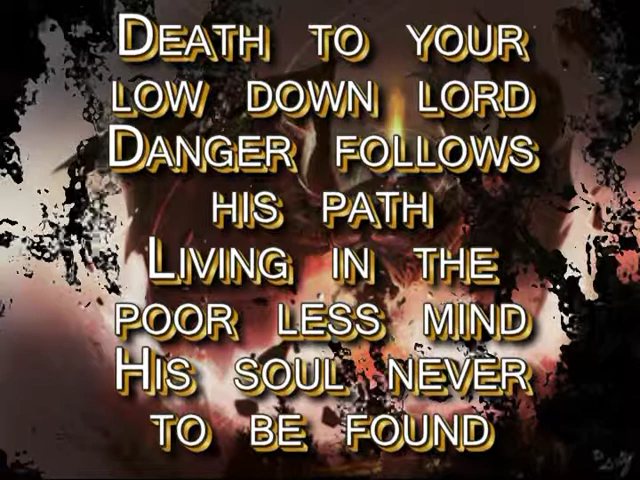 Death to your
low down lord
Danger follows
his path
Living in the
poor less mind
His soul never
to be found